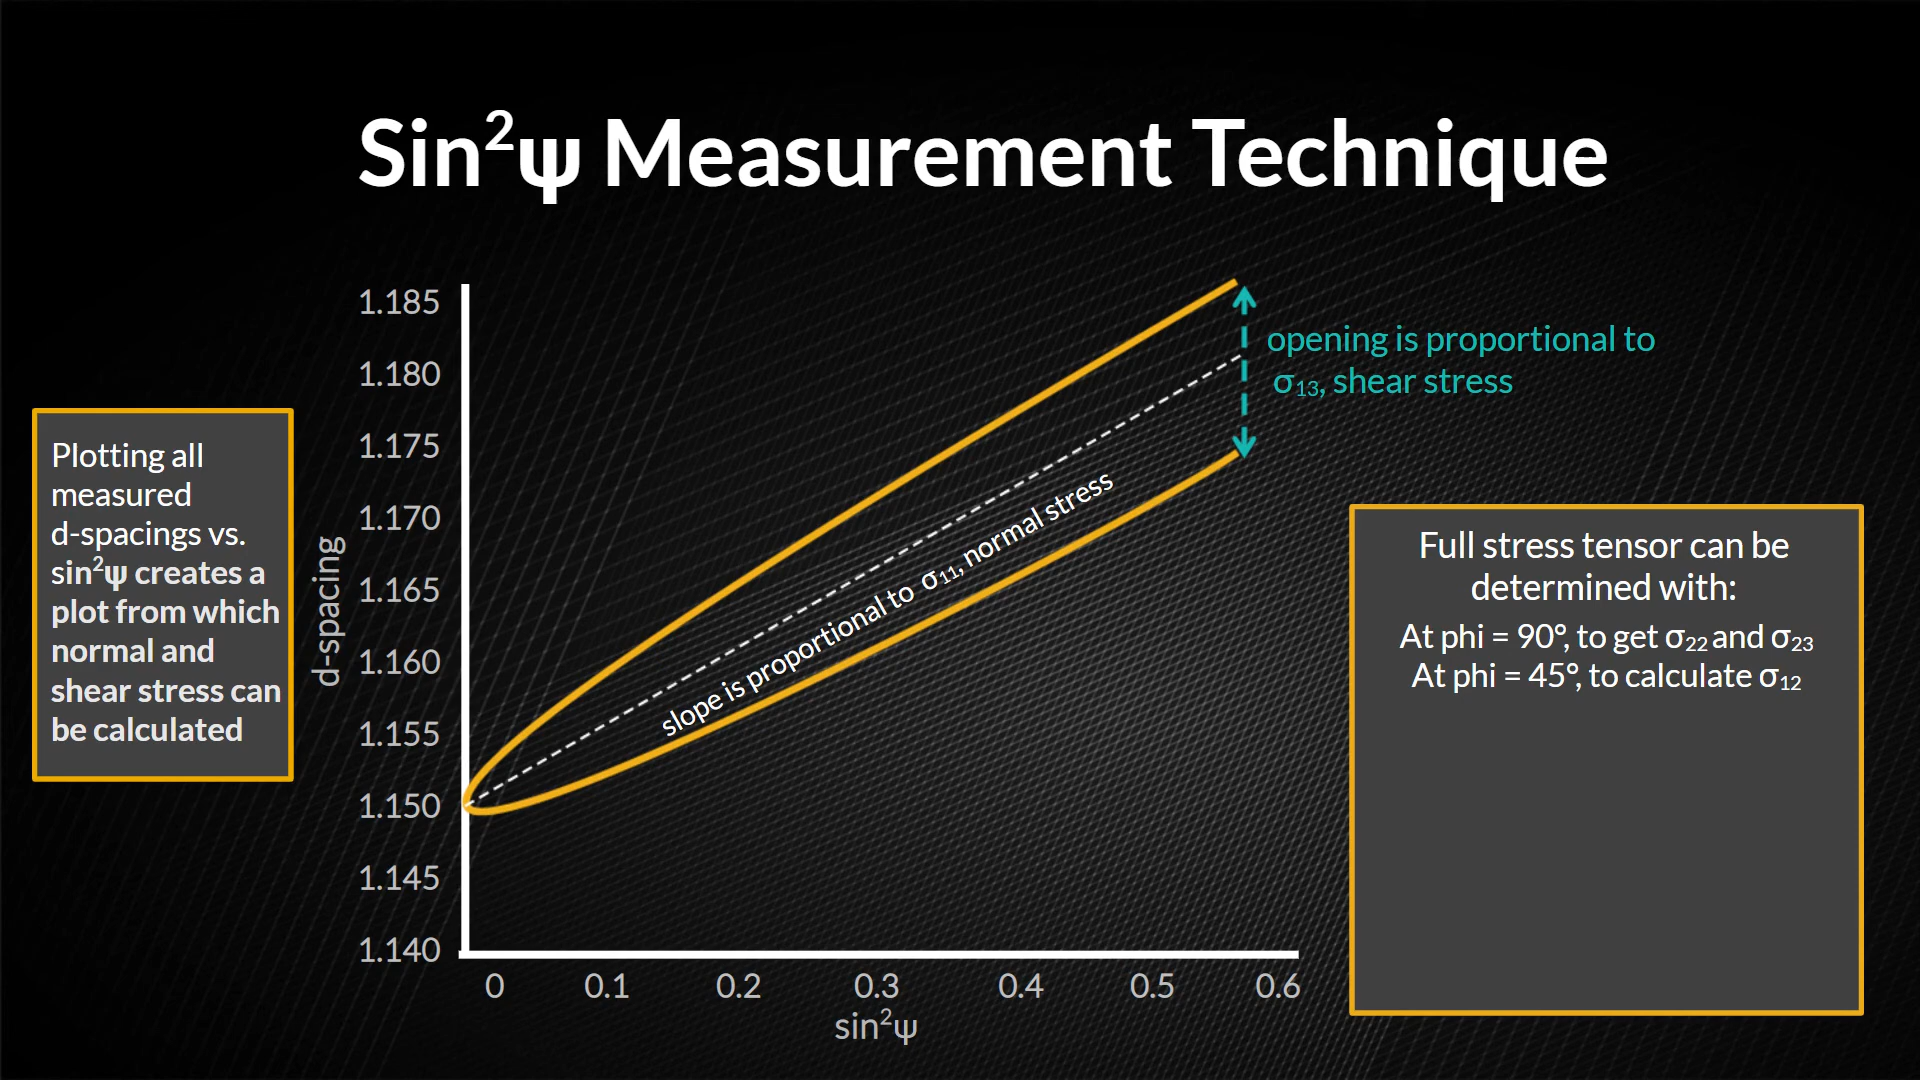 Sin²ψ Measurement Technique
Plotting all
measured
d-spacings vs.
sin²ψ creates a
plot from which
normal and
shear stress can
be calculated
d-spacing
1.185
1.180
1.175
1.170
1.165
1.160
1.155
1.150
1.145
1.140
0 0.1 0.2 0.3 0.4 0.5 0.6
sin²ψ
slope is proportional to σ₁₁, normal stress
opening is proportional to
σ₁₃, shear stress
Full stress tensor can be
determined with:
At phi = 90°, to get σ₂₂ and σ₂₃
At phi = 45°, to calculate σ₁₂